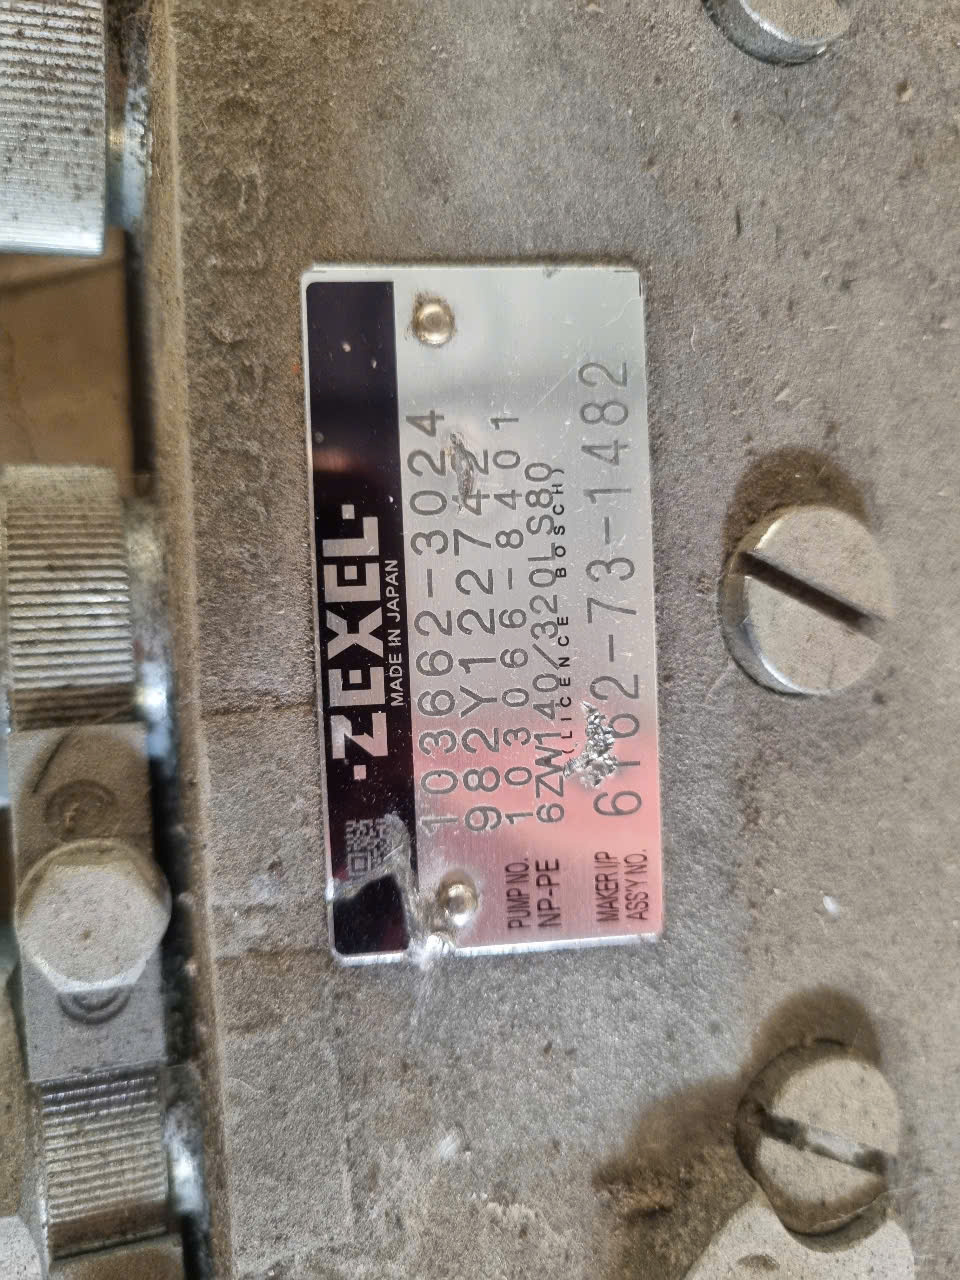 ·ZEXEL·
MADE IN JAPAN
103662-3024
982Y122742
PUMP NO. 103066-8401
NP-PE 6ZW140/320LS80
(LICENCE BOSCH)
MAKER I/P ASS'Y NO. 6162-73-1482